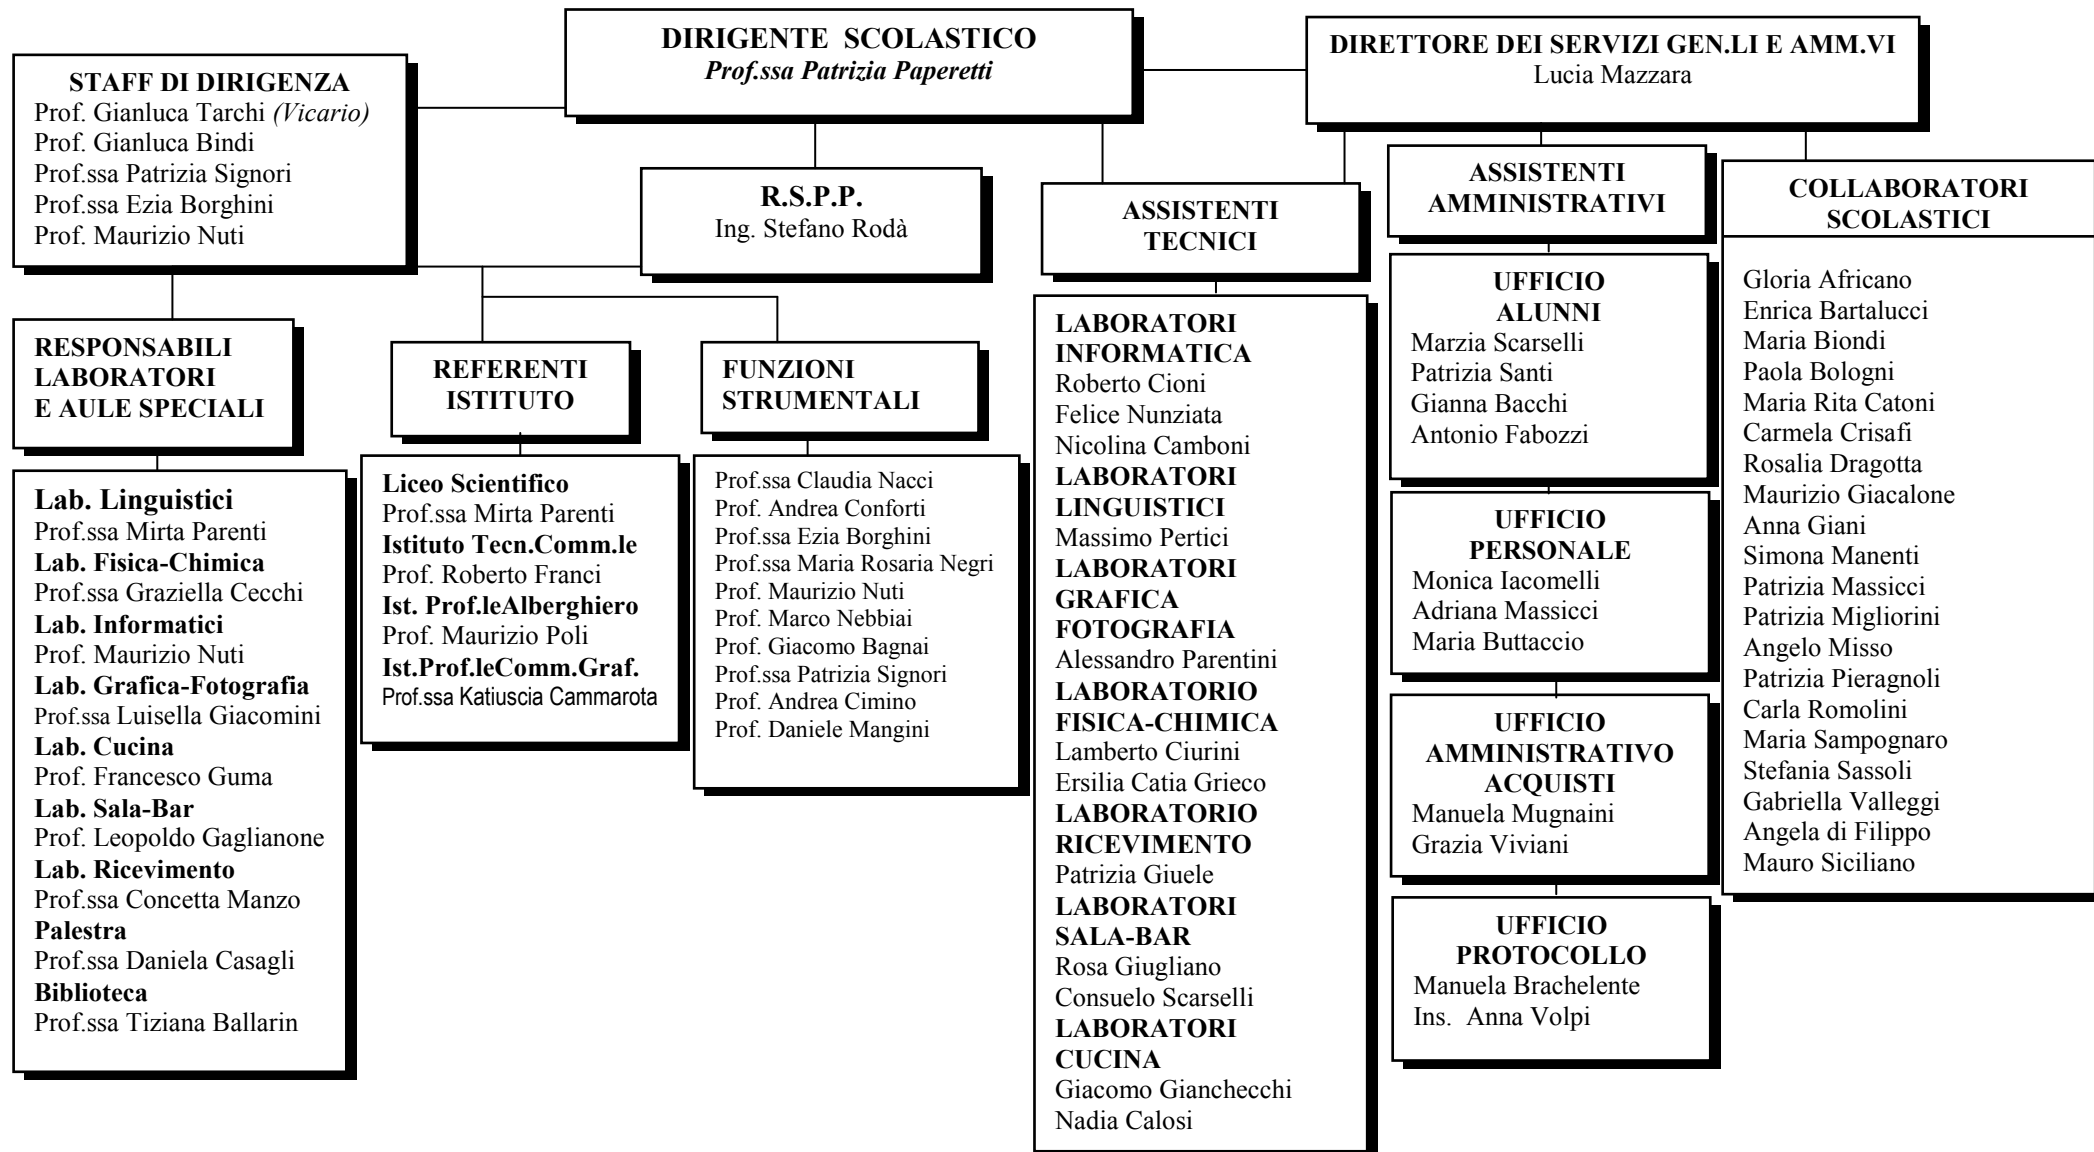 DIRIGENTE SCOLASTICO
Prof.ssa Patrizia Paperetti
DIRETTORE DEI SERVIZI GEN.LI E AMM.VI
Lucia Mazzara
STAFF DI DIRIGENZA
Prof. Gianluca Tarchi (Vicario)
Prof. Gianluca Bindi
Prof.ssa Patrizia Signori
Prof.ssa Ezia Borghini
Prof. Maurizio Nuti
R.S.P.P.
Ing. Stefano Rodà
ASSISTENTI
TECNICI
ASSISTENTI
AMMINISTRATIVI
COLLABORATORI
SCOLASTICI
RESPONSABILI
LABORATORI
E AULE SPECIALI
REFERENTI
ISTITUTO
FUNZIONI
STRUMENTALI
Lab. Linguistici
Prof.ssa Mirta Parenti
Lab. Fisica-Chimica
Prof.ssa Graziella Cecchi
Lab. Informatici
Prof. Maurizio Nuti
Lab. Grafica-Fotografia
Prof.ssa Luisella Giacomini
Lab. Cucina
Prof. Francesco Guma
Lab. Sala-Bar
Prof. Leopoldo Gaglianone
Lab. Ricevimento
Prof.ssa Concetta Manzo
Palestra
Prof.ssa Daniela Casagli
Biblioteca
Prof.ssa Tiziana Ballarin
Liceo Scientifico
Prof.ssa Mirta Parenti
Istituto Tecn.Comm.le
Prof. Roberto Franci
Ist. Prof.leAlberghiero
Prof. Maurizio Poli
Ist.Prof.leComm.Graf.
Prof.ssa Katiuscia Cammarota
Prof.ssa Claudia Nacci
Prof. Andrea Conforti
Prof.ssa Ezia Borghini
Prof.ssa Maria Rosaria Negri
Prof. Maurizio Nuti
Prof. Marco Nebbiai
Prof. Giacomo Bagnai
Prof.ssa Patrizia Signori
Prof. Andrea Cimino
Prof. Daniele Mangini
LABORATORI
INFORMATICA
Roberto Cioni
Felice Nunziata
Nicolina Camboni
LABORATORI
LINGUISTICI
Massimo Pertici
LABORATORI
GRAFICA
FOTOGRAFIA
Alessandro Parentini
LABORATORIO
FISICA-CHIMICA
Lamberto Ciurini
Ersilia Catia Grieco
LABORATORIO
RICEVIMENTO
Patrizia Giuele
LABORATORI
SALA-BAR
Rosa Giugliano
Consuelo Scarselli
LABORATORI
CUCINA
Giacomo Gianchecchi
Nadia Calosi
UFFICIO
ALUNNI
Marzia Scarselli
Patrizia Santi
Gianna Bacchi
Antonio Fabozzi
UFFICIO
PERSONALE
Monica Iacomelli
Adriana Massicci
Maria Buttaccio
UFFICIO
AMMINISTRATIVO
ACQUISTI
Manuela Mugnaini
Grazia Viviani
UFFICIO
PROTOCOLLO
Manuela Brachelente
Ins. Anna Volpi
Gloria Africano
Enrica Bartalucci
Maria Biondi
Paola Bologni
Maria Rita Catoni
Carmela Crisafi
Rosalia Dragotta
Maurizio Giacalone
Anna Giani
Simona Manenti
Patrizia Massicci
Patrizia Migliorini
Angelo Misso
Patrizia Pieragnoli
Carla Romolini
Maria Sampognaro
Stefania Sassoli
Gabriella Valleggi
Angela di Filippo
Mauro Siciliano